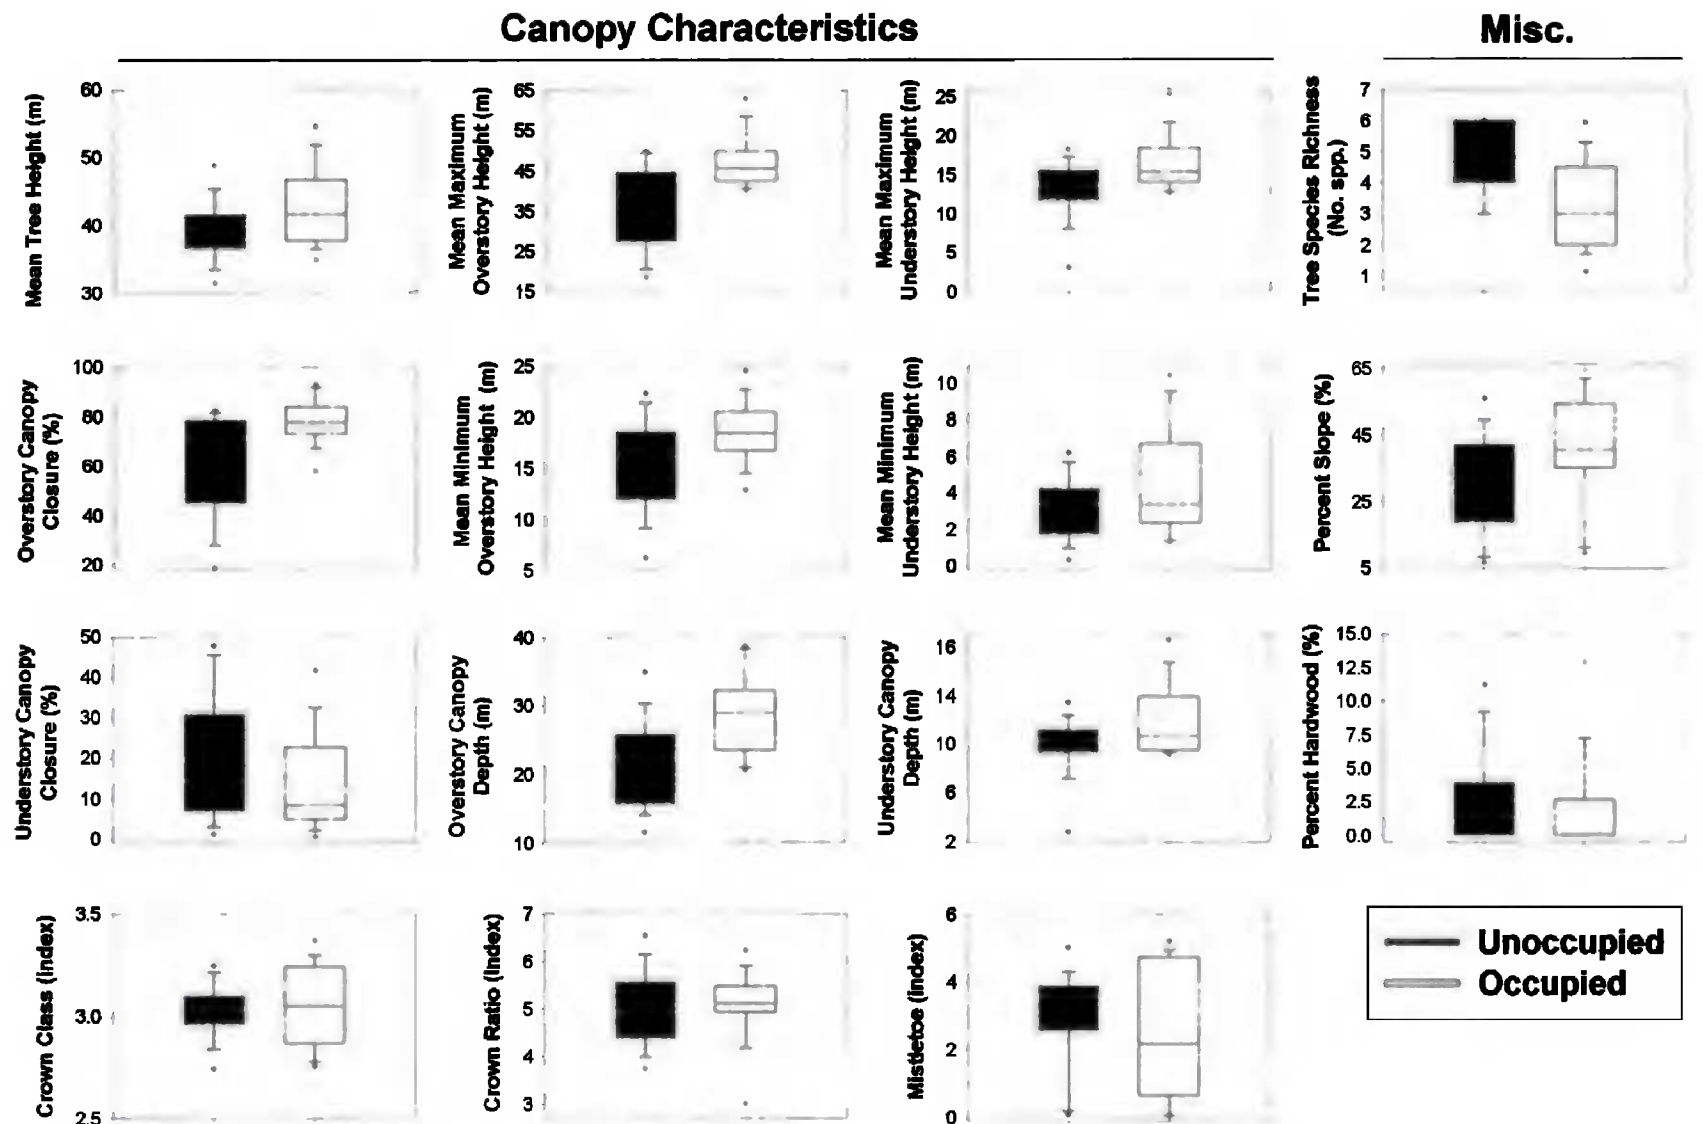 Canopy Characteristics
Misc.
Mean Tree Height (m)
60
50
40
30
Mean Maximum
Overstrory Height (m)
65
55
45
35
25
15
Mean Maximum
Understory Height (m)
25
20
15
10
5
0
Tree Species Richness
(No. spp.)
7
6
5
4
3
2
1
Overstory Canopy
Closure (%)
100
80
60
40
20
Mean Minimum
Overstory Height (m)
25
20
15
10
5
Mean Minimum
Understory Height (m)
10
8
6
4
2
0
Percent Slope (%)
65
45
25
5
Understory Canopy
Closure (%)
50
40
30
20
10
0
Overstory Canopy
Depth (m)
40
30
20
10
Understory Canopy
Depth (m)
16
14
10
6
2
Percent Hardwood (%)
15.0
12.5
10.0
7.5
5.0
2.5
0.0
Crown Class (Index)
3.5
3.0
2.5
Crown Ratio (Index)
7
6
5
4
3
Mistletoe (Index)
6
4
2
0
Unoccupied
Occupied